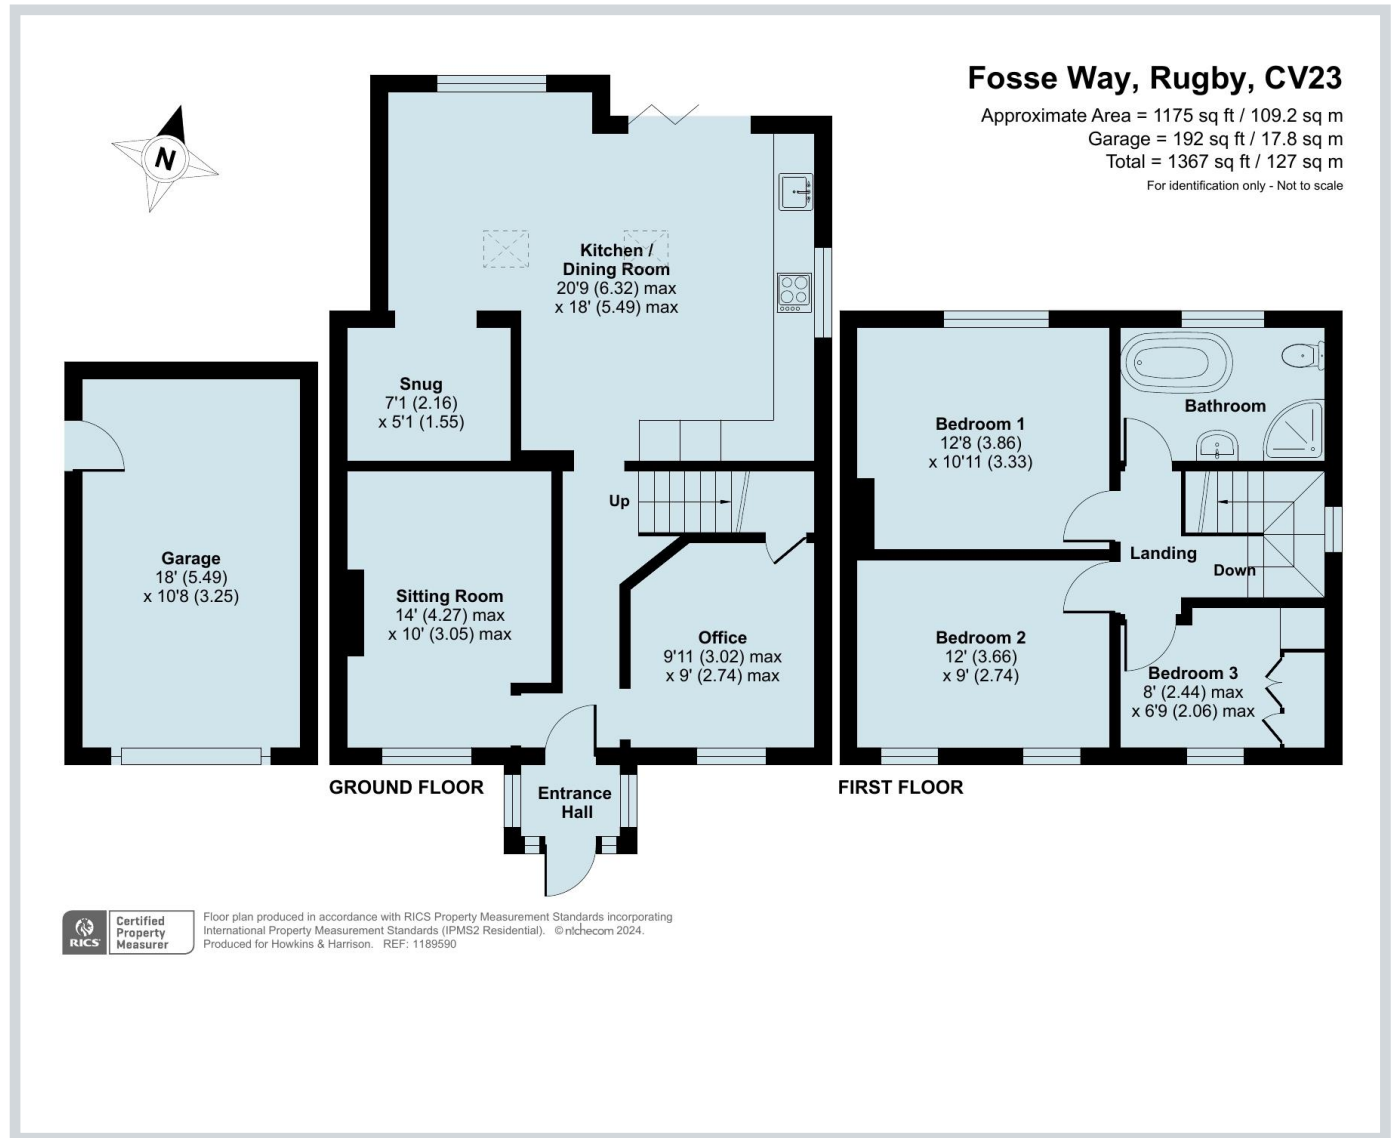 Fosse Way, Rugby, CV23
Approximate Area = 1175 sq ft / 109.2 sq m
Garage = 192 sq ft / 17.8 sq m
Total = 1367 sq ft / 127 sq m
For identification only - Not to scale
N
Kitchen /
Dining Room
20'9 (6.32) max
x 18' (5.49) max
Snug
7'1 (2.16)
x 5'1 (1.55)
Garage
18' (5.49)
x 10'8 (3.25)
Sitting Room
14' (4.27) max
x 10' (3.05) max
Up
Office
9'11 (3.02) max
x 9' (2.74) max
Entrance
Hall
GROUND FLOOR
Bedroom 1
12'8 (3.86)
x 10'11 (3.33)
Bathroom
Landing
Down
Bedroom 2
12' (3.66)
x 9' (2.74)
Bedroom 3
8' (2.44) max
x 6'9 (2.06) max
FIRST FLOOR
RICS
Certified
Property
Measurer
Floor plan produced in accordance with RICS Property Measurement Standards incorporating
International Property Measurement Standards (IPMS2 Residential). © ntchecom 2024.
Produced for Howkins & Harrison. REF: 1189590